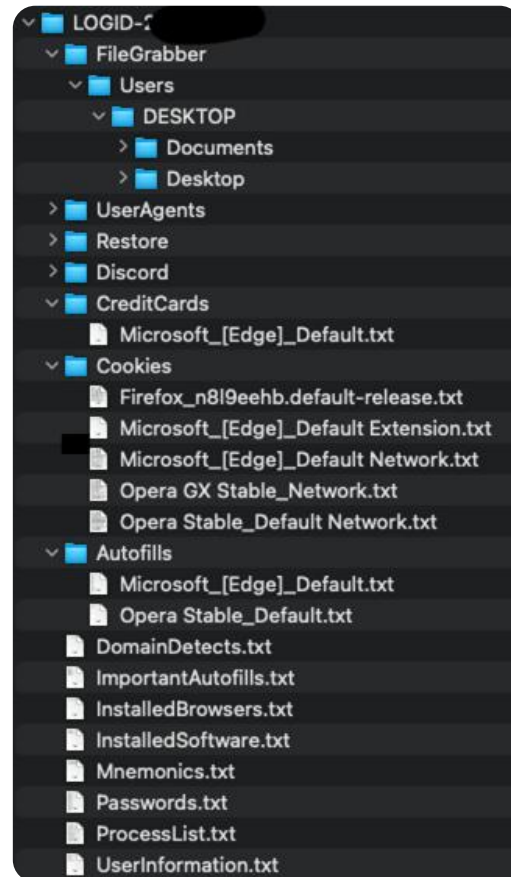 LOGID-2
FileGrabber
Users
DESKTOP
Documents
Desktop
UserAgents
Restore
Discord
CreditCards
Microsoft_[Edge]_Default.txt
Cookies
Firefox_n8l9eehb.default-release.txt
Microsoft_[Edge]_Default Extension.txt
Microsoft_[Edge]_Default Network.txt
Opera GX Stable_Network.txt
Opera Stable_Default Network.txt
Autofills
Microsoft_[Edge]_Default.txt
Opera Stable_Default.txt
DomainDetects.txt
ImportantAutofills.txt
InstalledBrowsers.txt
InstalledSoftware.txt
Mnemonics.txt
Passwords.txt
ProcessList.txt
UserInformation.txt